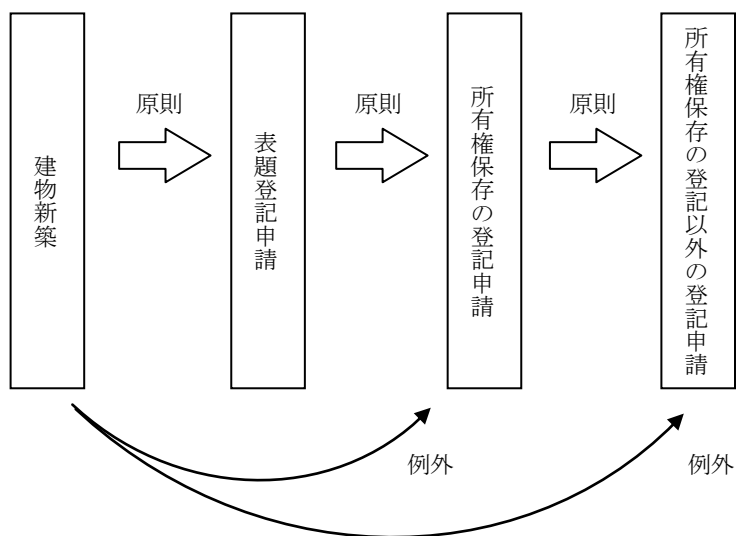 建物新築
原則
表題登記申請
原則
所有権保存の登記申請
原則
所有権保存の登記以外の登記申請
例外
例外